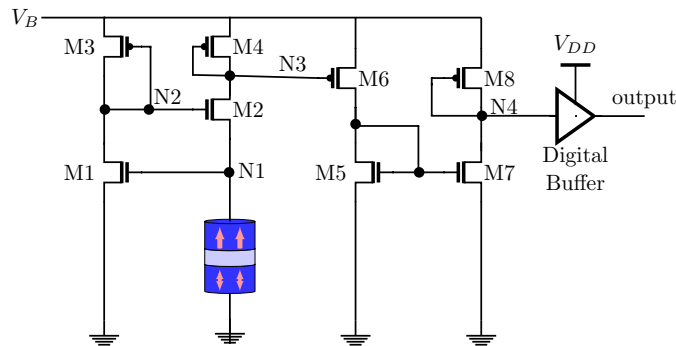 V_B
M3
M4
N3
M6
M8
V_DD
N2
M2
N4
output
M1
N1
M5
M7
Digital
Buffer